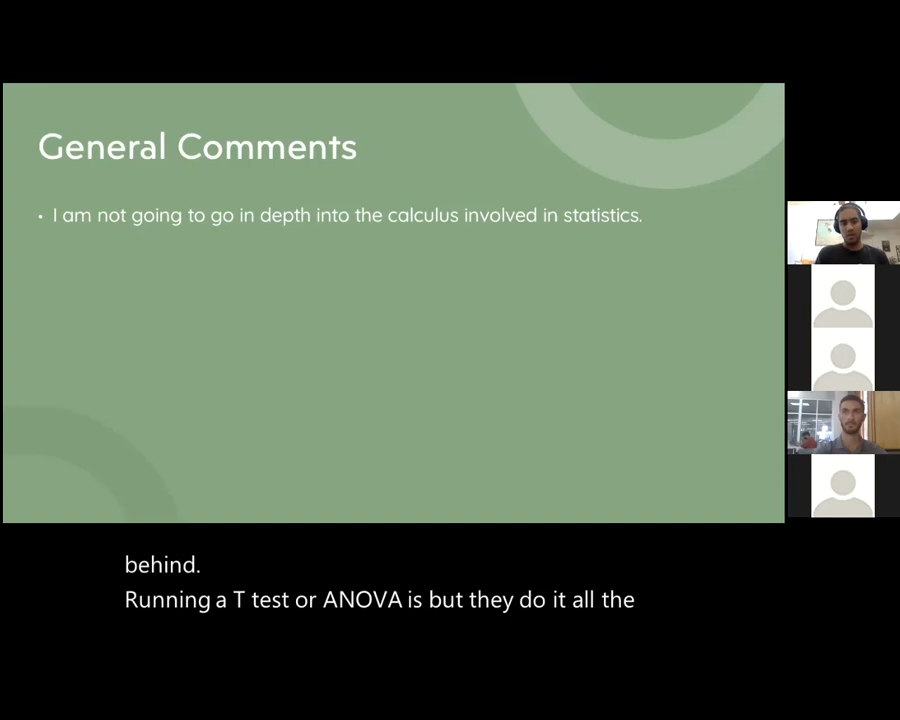 General Comments
• I am not going to go in depth into the calculus involved in statistics.
behind.
Running a T test or ANOVA is but they do it all the